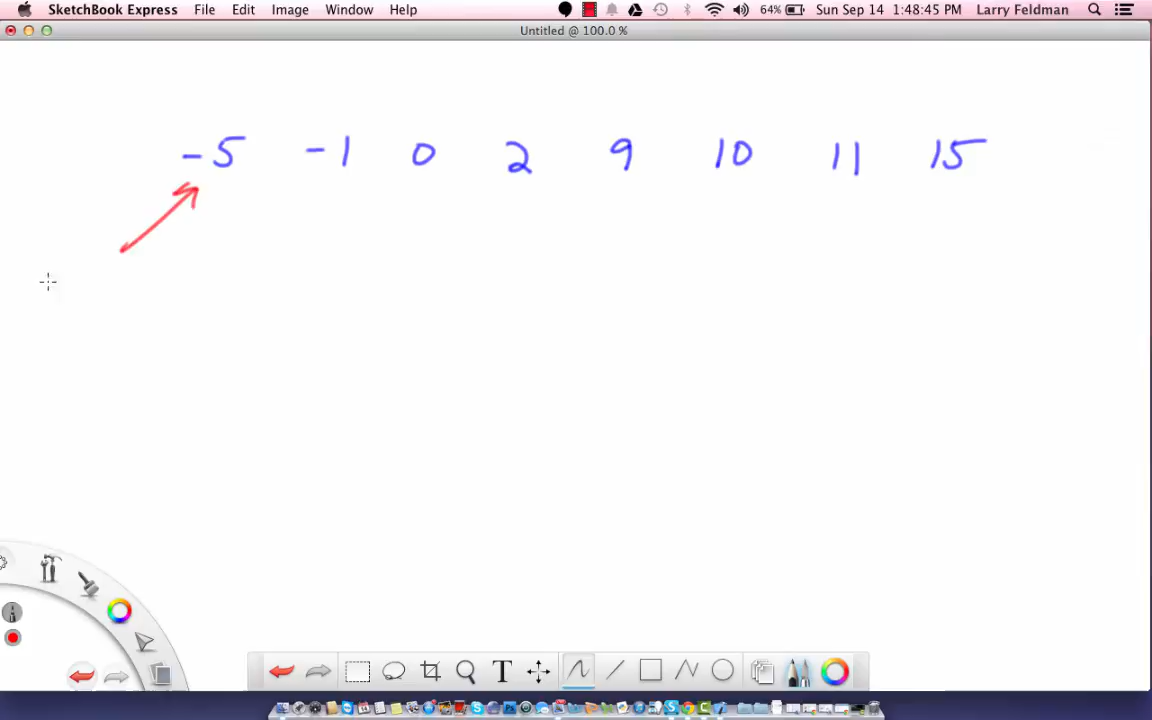 SketchBook Express File Edit Image Window Help 64% Sun Sep 14 1:48:45 PM Larry Feldman
Untitled @ 100.0 %
-5 -1 0 2 9 10 11 15
T